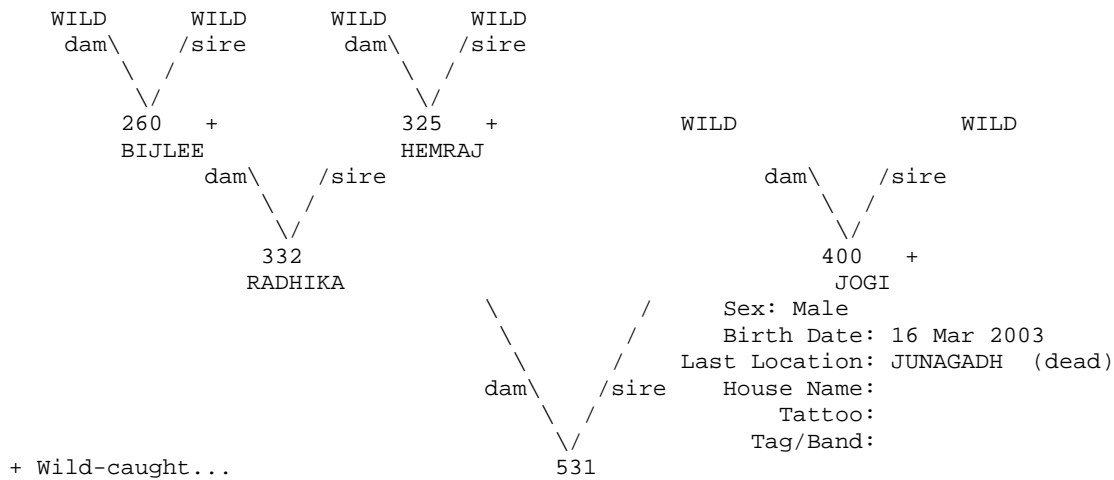 WILD WILD WILD WILD
dam\ /sire dam\ /sire
\ / \ /
\/ \/
260 + 325 + WILD WILD
BIJLEE HEMRAJ
dam\ /sire dam\ /sire
\ / \ /
\/ \/
332 400 +
RADHIKA JOGI
\ / Sex: Male
\ / Birth Date: 16 Mar 2003
\ / Last Location: JUNAGADH (dead)
dam\ /sire House Name:
\ / Tattoo:
\/ Tag/Band:
+ Wild-caught... 531